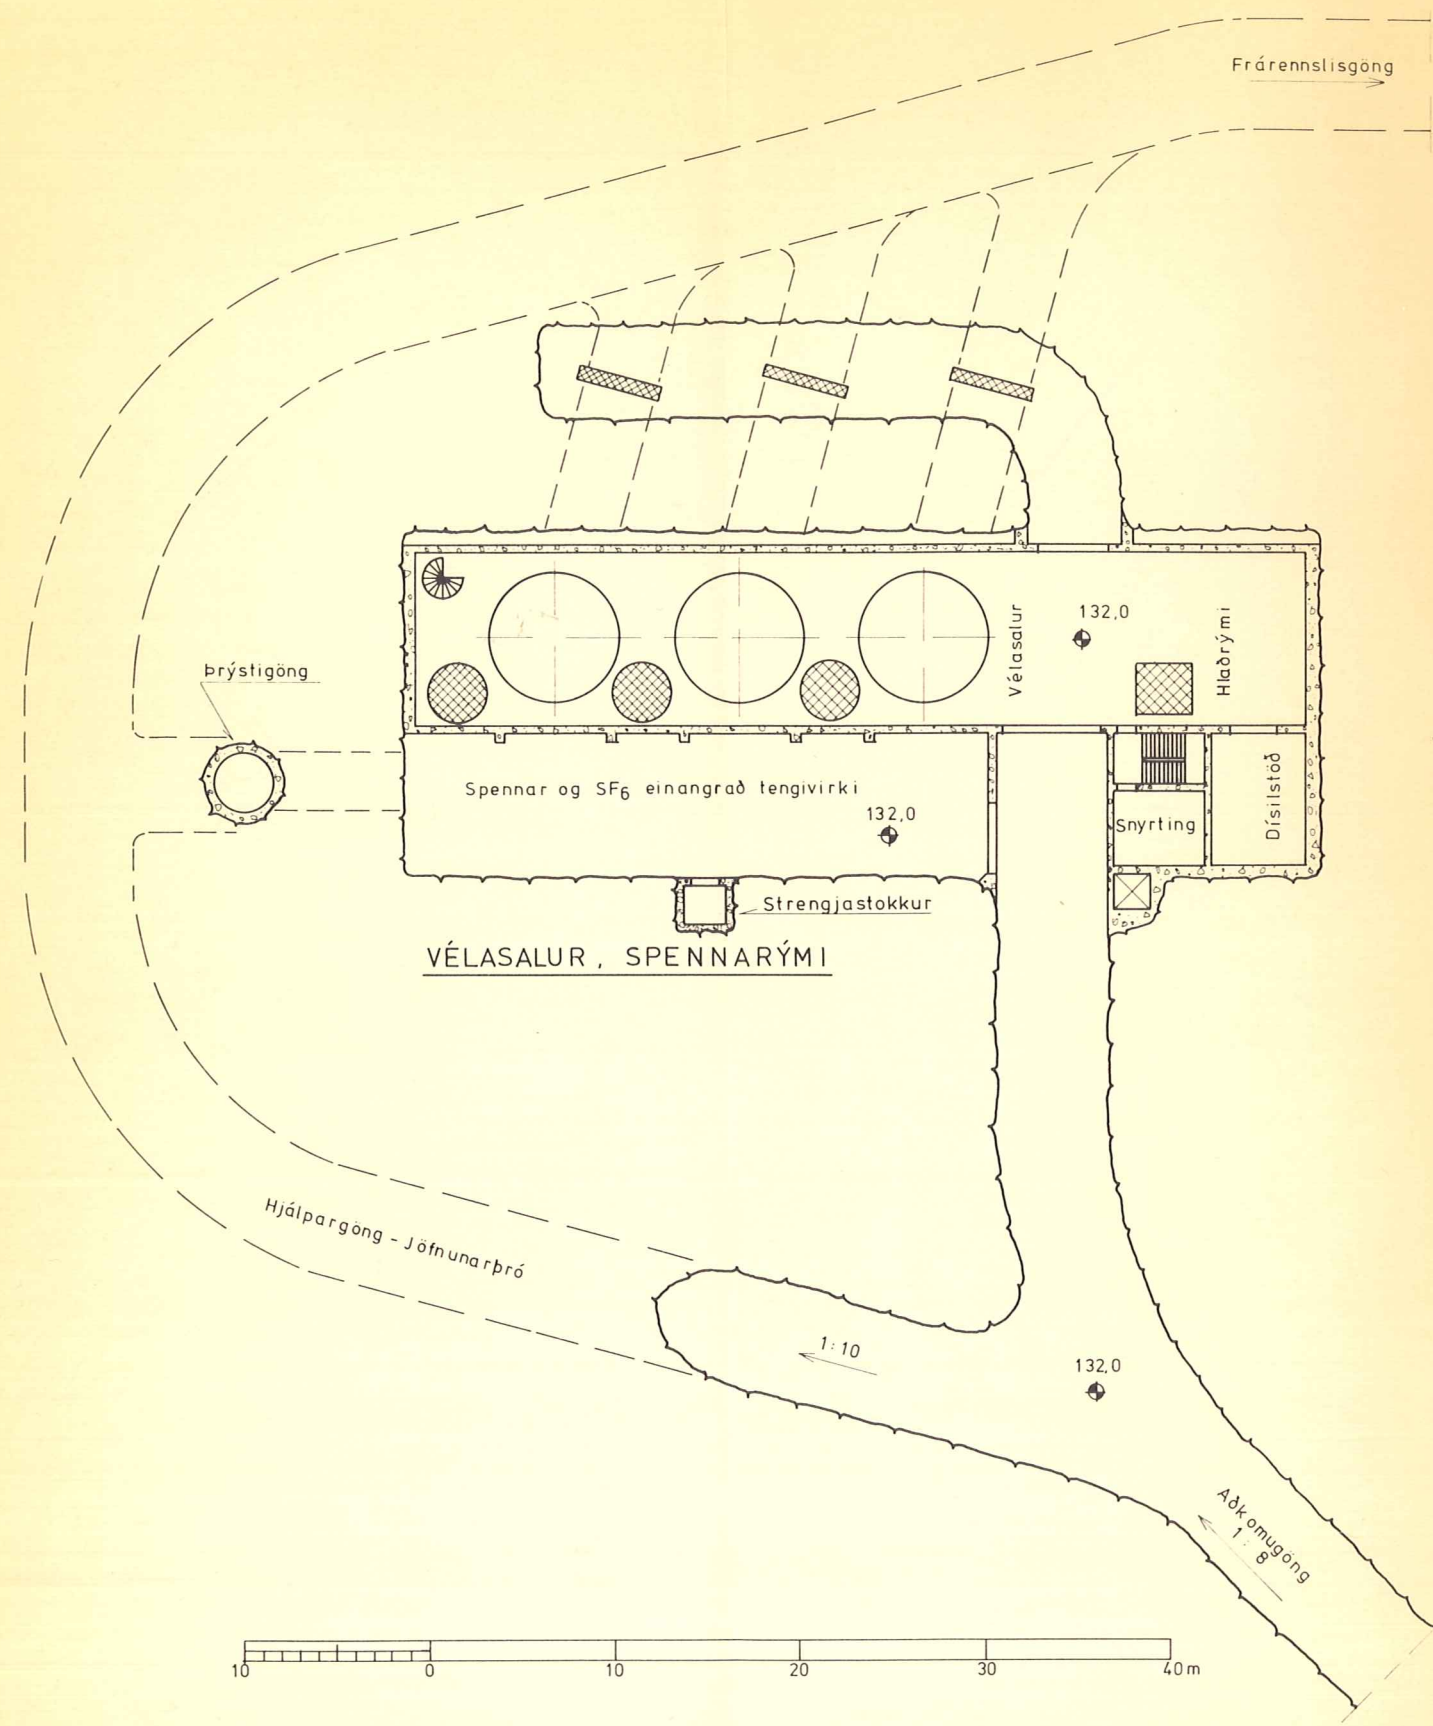 Frárennslisgöng
Vélasalur
132,0
Hlaðrými
Þrýstigöng
Spennar og SF6 einangrað tengivirki
132,0
Snyrting
Dísilstöð
Strengjastokkur
VÉLASALUR, SPENNARÝMI
Hjálpargöng - Jöfnunarþró
1:10
132,0
Aðkomugöng
1:8
10 0 10 20 30 40 m